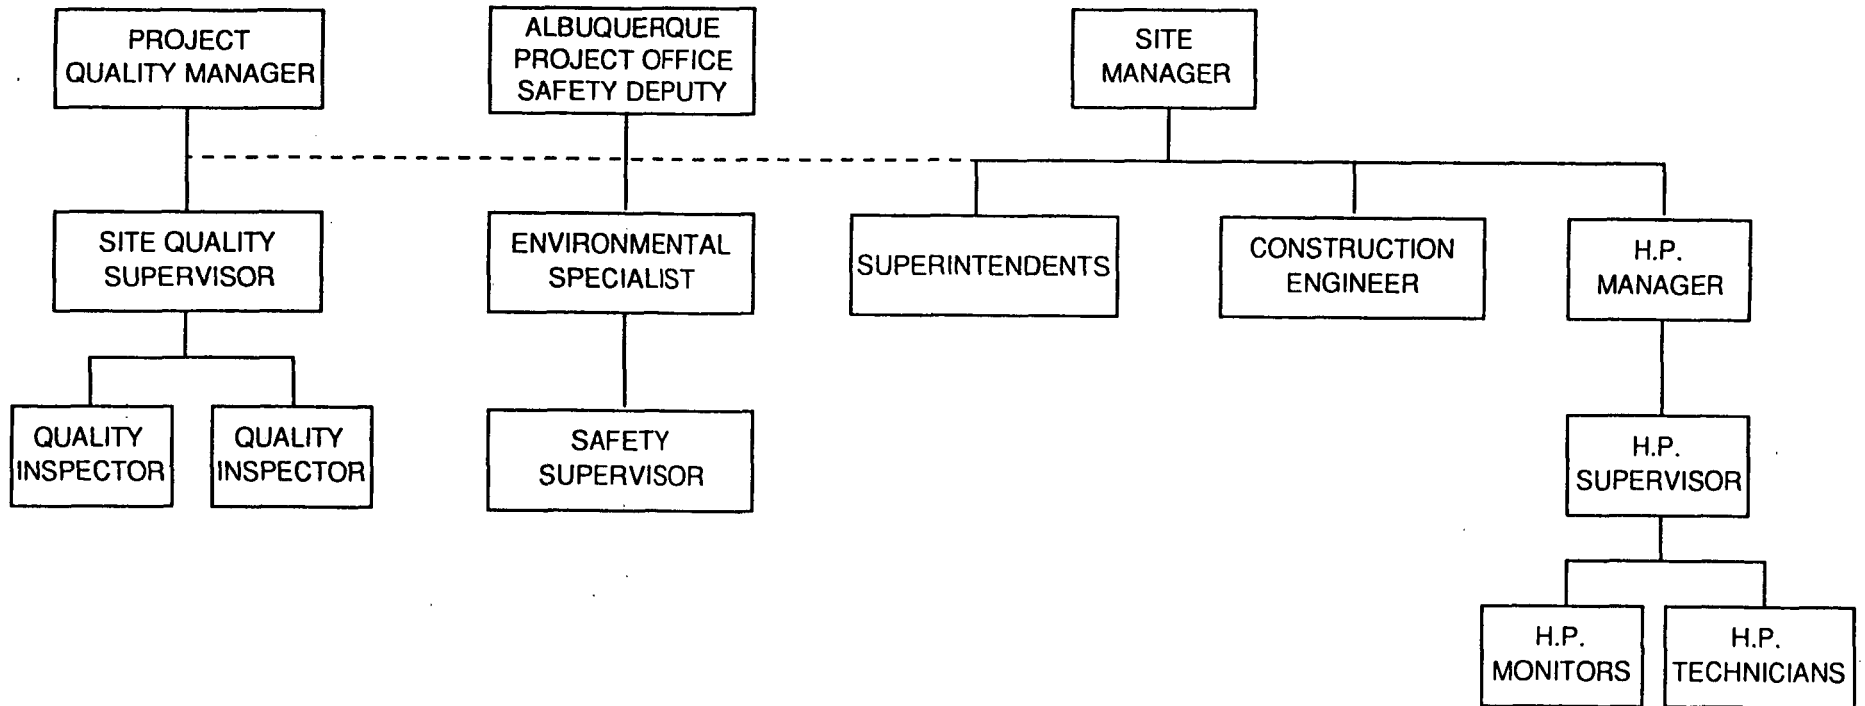 PROJECT
QUALITY MANAGER
ALBUQUERQUE
PROJECT OFFICE
SAFETY DEPUTY
SITE
MANAGER
SITE QUALITY
SUPERVISOR
ENVIRONMENTAL
SPECIALIST
SUPERINTENDENTS
CONSTRUCTION
ENGINEER
H.P.
MANAGER
QUALITY
INSPECTOR
QUALITY
INSPECTOR
SAFETY
SUPERVISOR
H.P.
SUPERVISOR
H.P.
MONITORS
H.P.
TECHNICIANS